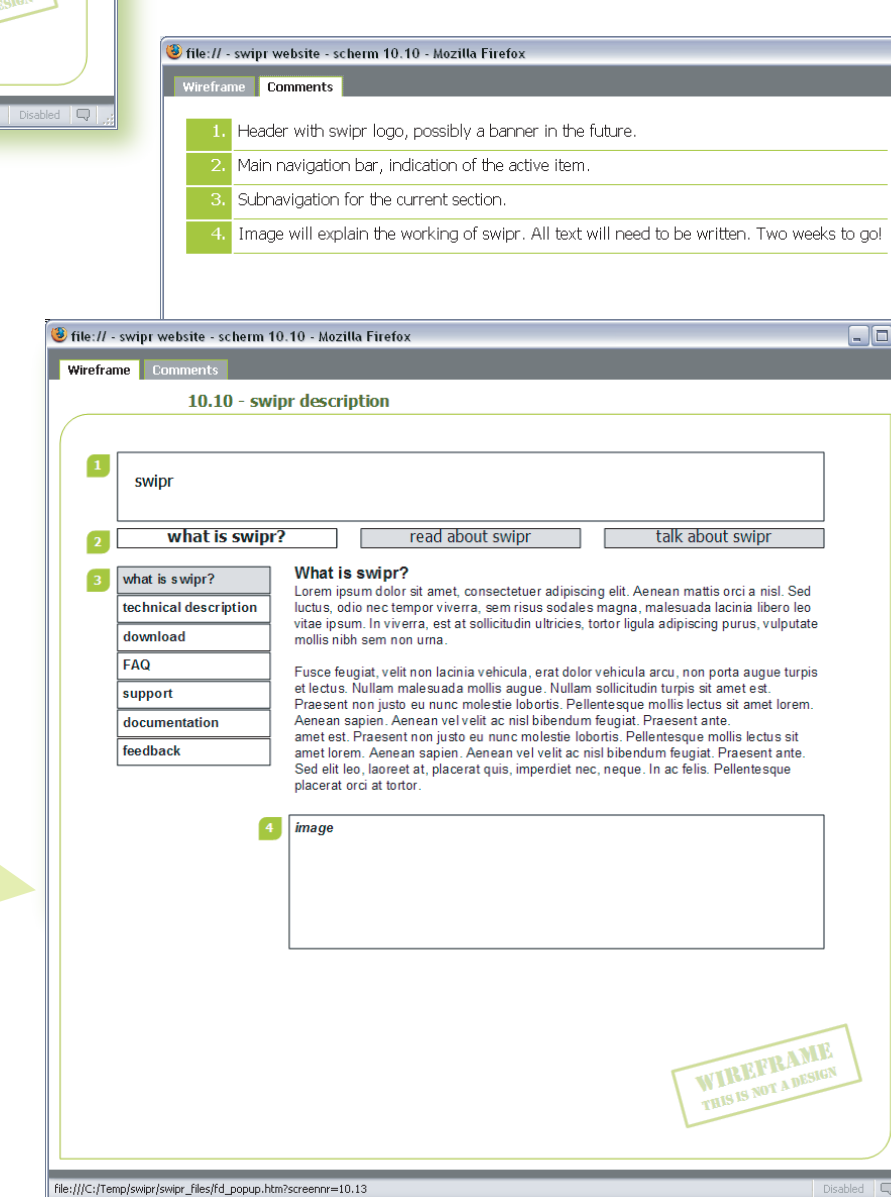 DESIGN
Disabled
file:// - swipr website - scherm 10.10 - Mozilla Firefox
Wireframe Comments
1. Header with swipr logo, possibly a banner in the future.
2. Main navigation bar, indication of the active item.
3. Subnavigation for the current section.
4. Image will explain the working of swipr. All text will need to be written. Two weeks to go!
file:// - swipr website - scherm 10.10 - Mozilla Firefox
Wireframe Comments
10.10 - swipr description
1
swipr
2
what is swipr? read about swipr talk about swipr
3
what is swipr?
technical description
download
FAQ
support
documentation
feedback
What is swipr?
Lorem ipsum dolor sit amet, consectetuer adipiscing elit. Aenean mattis orci a nisl. Sed
luctus, odio nec tempor viverra, sem risus sodales magna, malesuada lacinia libero leo
vitae ipsum. In viverra, est at sollicitudin ultricies, tortor ligula adipiscing purus, vulputate
mollis nibh sem non urna.
Fusce feugiat, velit non lacinia vehicula, erat dolor vehicula arcu, non porta augue turpis
et lectus. Nullam malesuada mollis augue. Nullam sollicitudin turpis sit amet est.
Praesent non justo eu nunc molestie lobortis. Pellentesque mollis lectus sit amet lorem.
Aenean sapien. Aenean vel velit ac nisl bibendum feugiat. Praesent ante.
amet est. Praesent non justo eu nunc molestie lobortis. Pellentesque mollis lectus sit
amet lorem. Aenean sapien. Aenean vel velit ac nisl bibendum feugiat. Praesent ante.
Sed elit leo, laoreet at, placerat quis, imperdiet nec, neque. In ac felis. Pellentesque
placerat orci at tortor.
4
image
WIREFRAME
THIS IS NOT A DESIGN
file:///C:/Temp/swipr/swipr_files/fd_popup.htm?screennr=10.13
Disabled